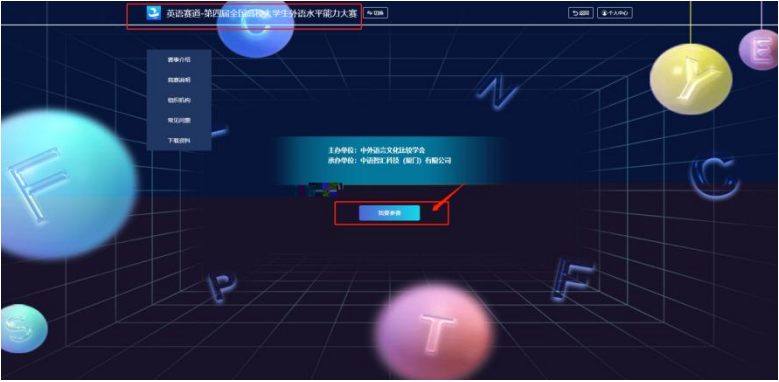 英语赛道-第四届全国高校大学生外语水平能力大赛
切换
返回
个人中心
赛事介绍
竞赛说明
组织机构
常见问题
下载资料
主办单位：中外语言文化比较学会
承办单位：中语智汇科技（厦门）有限公司
我要参赛
C
E
Y
N
F
C
P
F
S
T